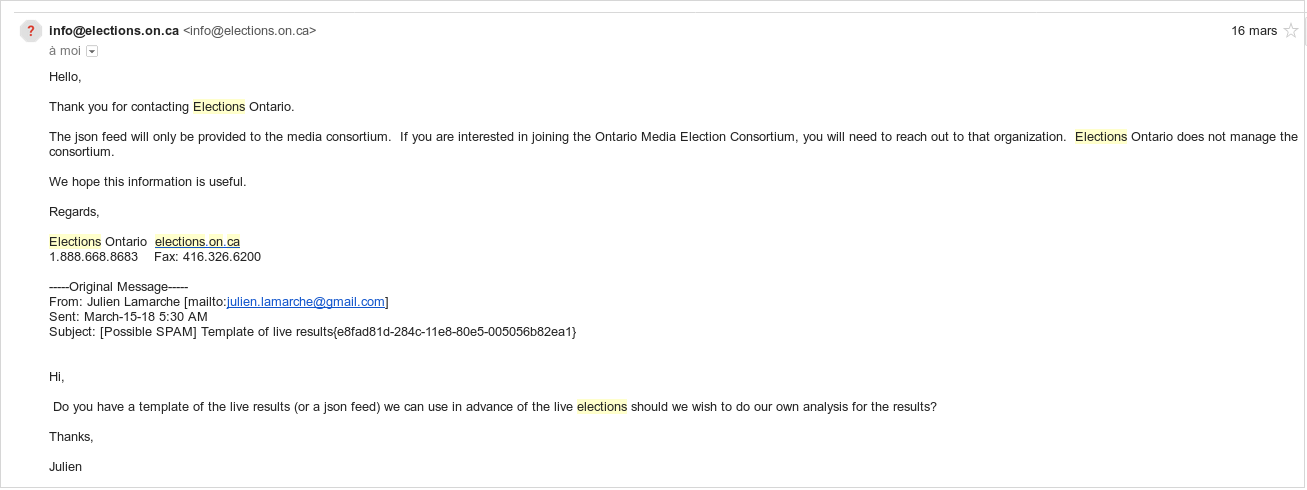 ?
info@elections.on.ca <info@elections.on.ca>
16 mars
à moi
Hello,
Thank you for contacting Elections Ontario.
The json feed will only be provided to the media consortium.  If you are interested in joining the Ontario Media Election Consortium, you will need to reach out to that organization.  Elections Ontario does not manage the
consortium.
We hope this information is useful.
Regards,
Elections Ontario  elections.on.ca
1.888.668.8683    Fax: 416.326.6200
-----Original Message-----
From: Julien Lamarche [mailto:julien.lamarche@gmail.com]
Sent: March-15-18 5:30 AM
Subject: [Possible SPAM] Template of live results{e8fad81d-284c-11e8-80e5-005056b82ea1}
Hi,
Do you have a template of the live results (or a json feed) we can use in advance of the live elections should we wish to do our own analysis for the results?
Thanks,
Julien